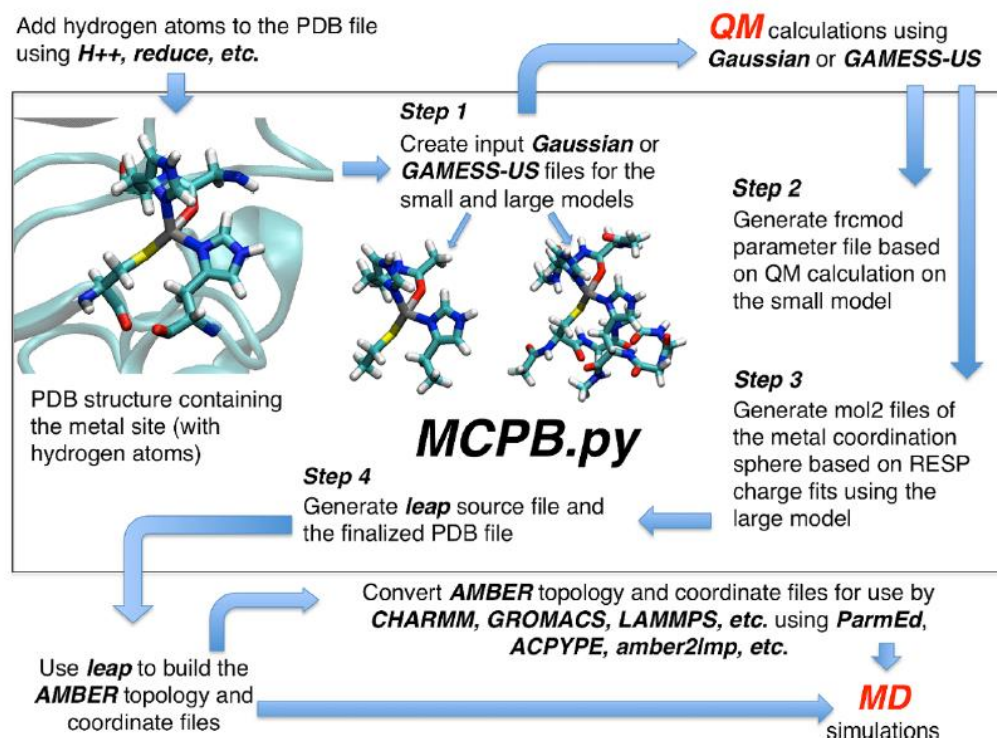 Add hydrogen atoms to the PDB file
using H++, reduce, etc.
QM calculations using
Gaussian or GAMESS-US
Step 1
Create input Gaussian or
GAMESS-US files for the
small and large models
Step 2
Generate frcmod
parameter file based
on QM calculation on
the small model
PDB structure containing
the metal site (with
hydrogen atoms)
MCPB.py
Step 3
Generate mol2 files of
the metal coordination
sphere based on RESP
charge fits using the
large model
Step 4
Generate leap source file and
the finalized PDB file
Convert AMBER topology and coordinate files for use by
CHARMM, GROMACS, LAMMPS, etc. using ParmEd,
ACPYPE, amber2lmp, etc.
Use leap to build the
AMBER topology and
coordinate files
MD
simulations